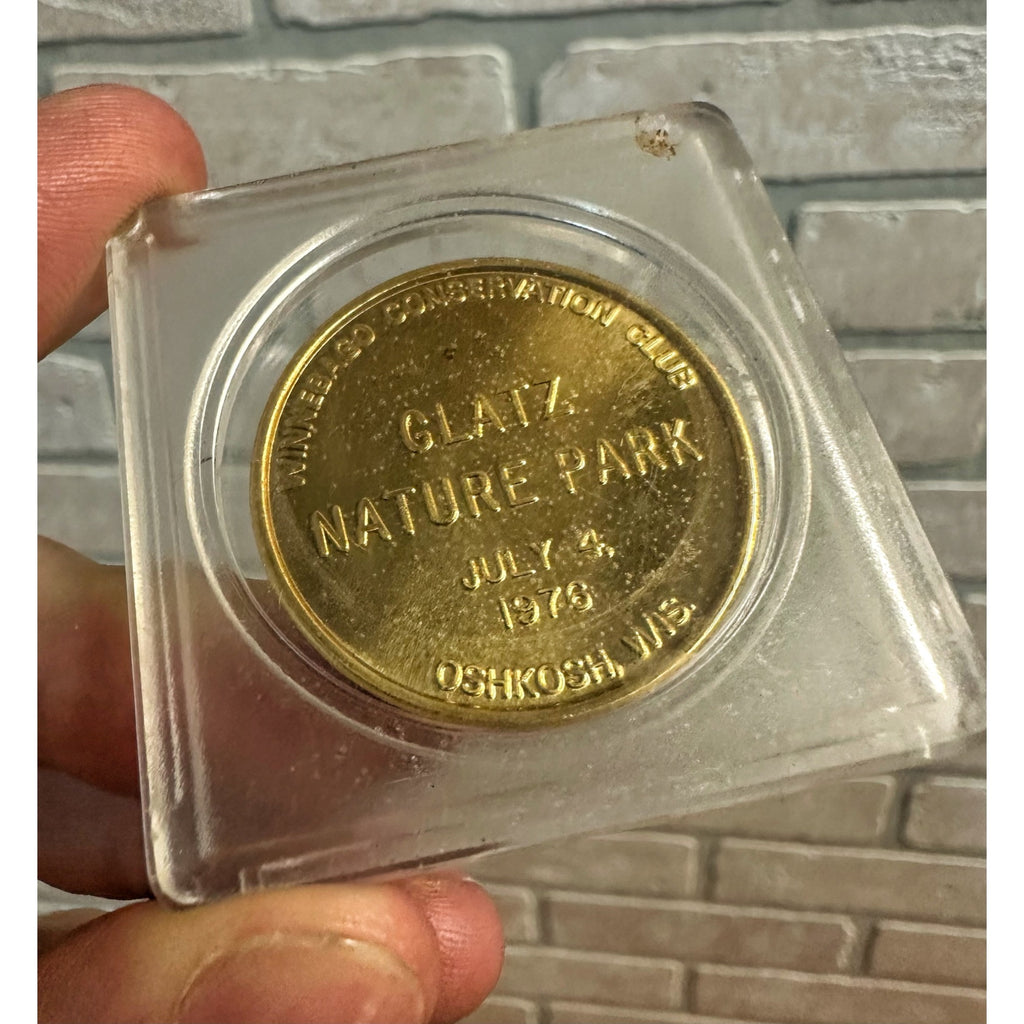 WINNEBAGO CONSERVATION CLUB
GLATZ
NATURE PARK
JULY 4,
1976
OSHKOSH, WIS.